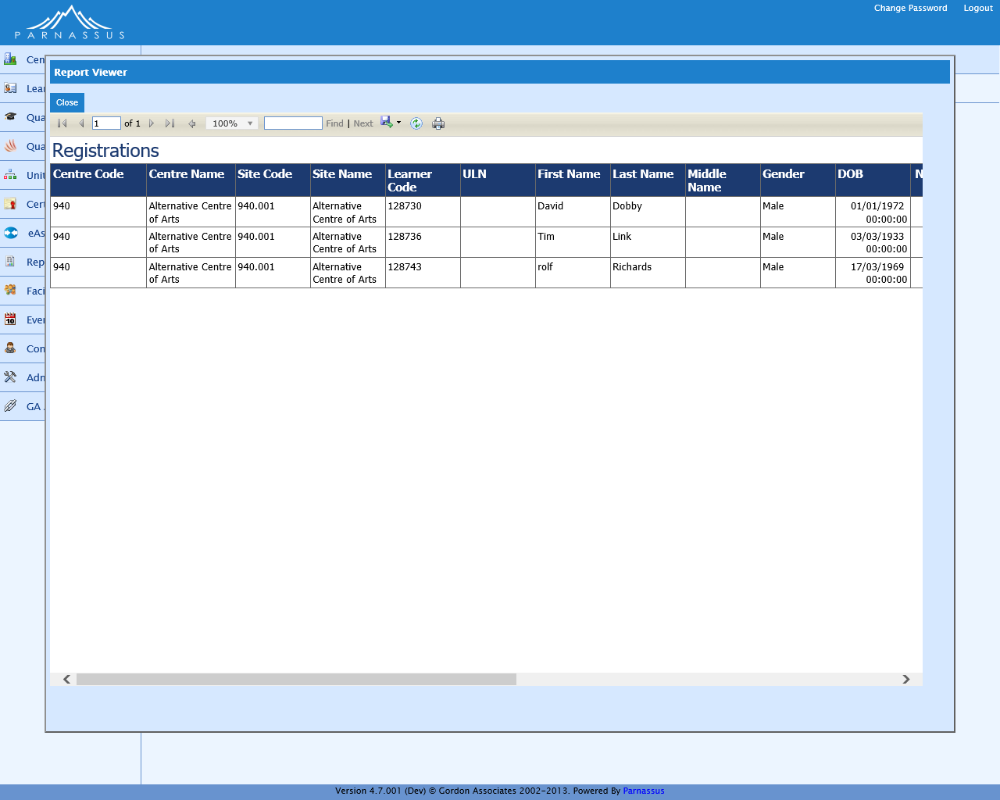 PARNASSUS
Change Password Logout
Cen
Lear
Qua
Qua
Unit
Cert
eAs
Rep
Faci
Even
Con
Adn
GA
Report Viewer
Close
1 of 1 100% Find | Next
Registrations
Centre Code Centre Name Site Code Site Name Learner Code ULN First Name Last Name Middle Name Gender DOB N
940 Alternative Centre of Arts 940.001 Alternative Centre of Arts 128730 David Dobby Male 01/01/1972 00:00:00
940 Alternative Centre of Arts 940.001 Alternative Centre of Arts 128736 Tim Link Male 03/03/1933 00:00:00
940 Alternative Centre of Arts 940.001 Alternative Centre of Arts 128743 rolf Richards Male 17/03/1969 00:00:00
Version 4.7.001 (Dev) © Gordon Associates 2002-2013. Powered By Parnassus